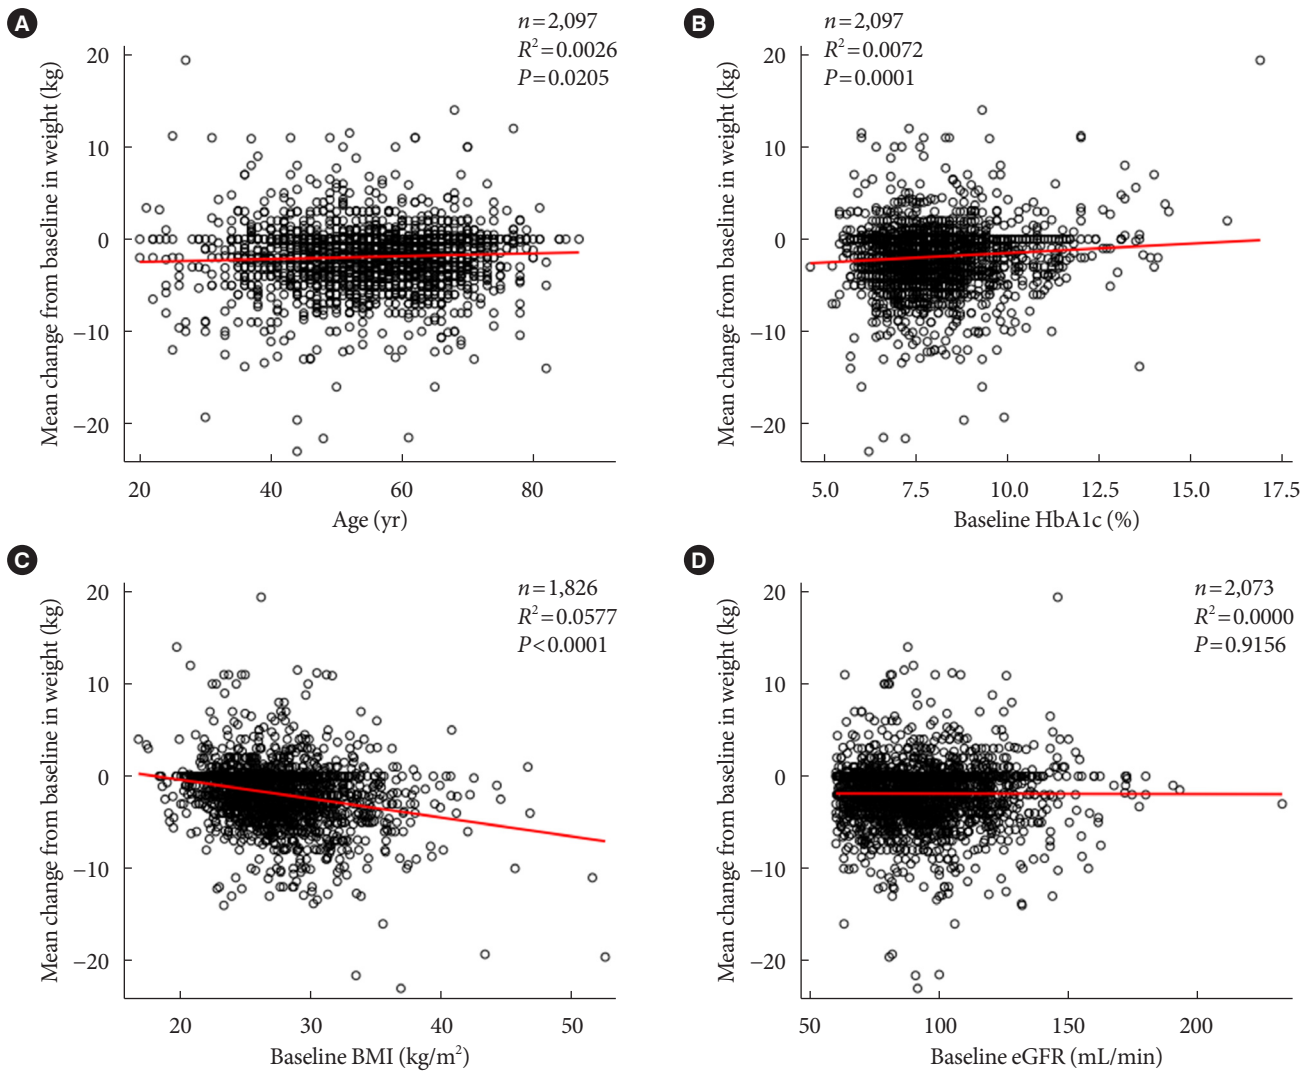 A
n=2,097
R²=0.0026
P=0.0205
Mean change from baseline in weight (kg)
20
10
0
−10
−20
20 40 60 80
Age (yr)
B
n=2,097
R²=0.0072
P=0.0001
Mean change from baseline in weight (kg)
20
10
0
−10
−20
5.0 7.5 10.0 12.5 15.0 17.5
Baseline HbA1c (%)
C
n=1,826
R²=0.0577
P<0.0001
Mean change from baseline in weight (kg)
20
10
0
−10
−20
20 30 40 50
Baseline BMI (kg/m²)
D
n=2,073
R²=0.0000
P=0.9156
Mean change from baseline in weight (kg)
20
10
0
−10
−20
50 100 150 200
Baseline eGFR (mL/min)